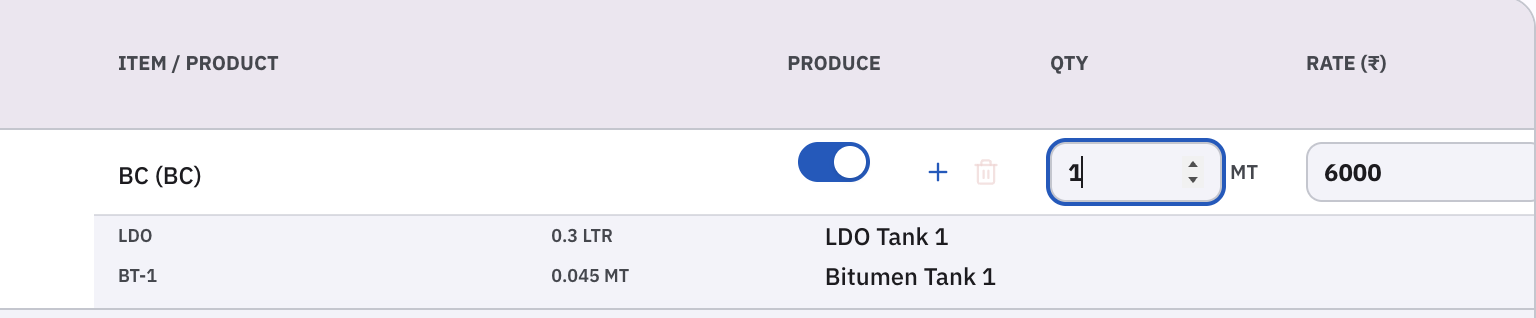 ITEM / PRODUCT PRODUCE QTY RATE (₹)
BC (BC) 1 MT 6000
LDO 0.3 LTR LDO Tank 1
BT-1 0.045 MT Bitumen Tank 1